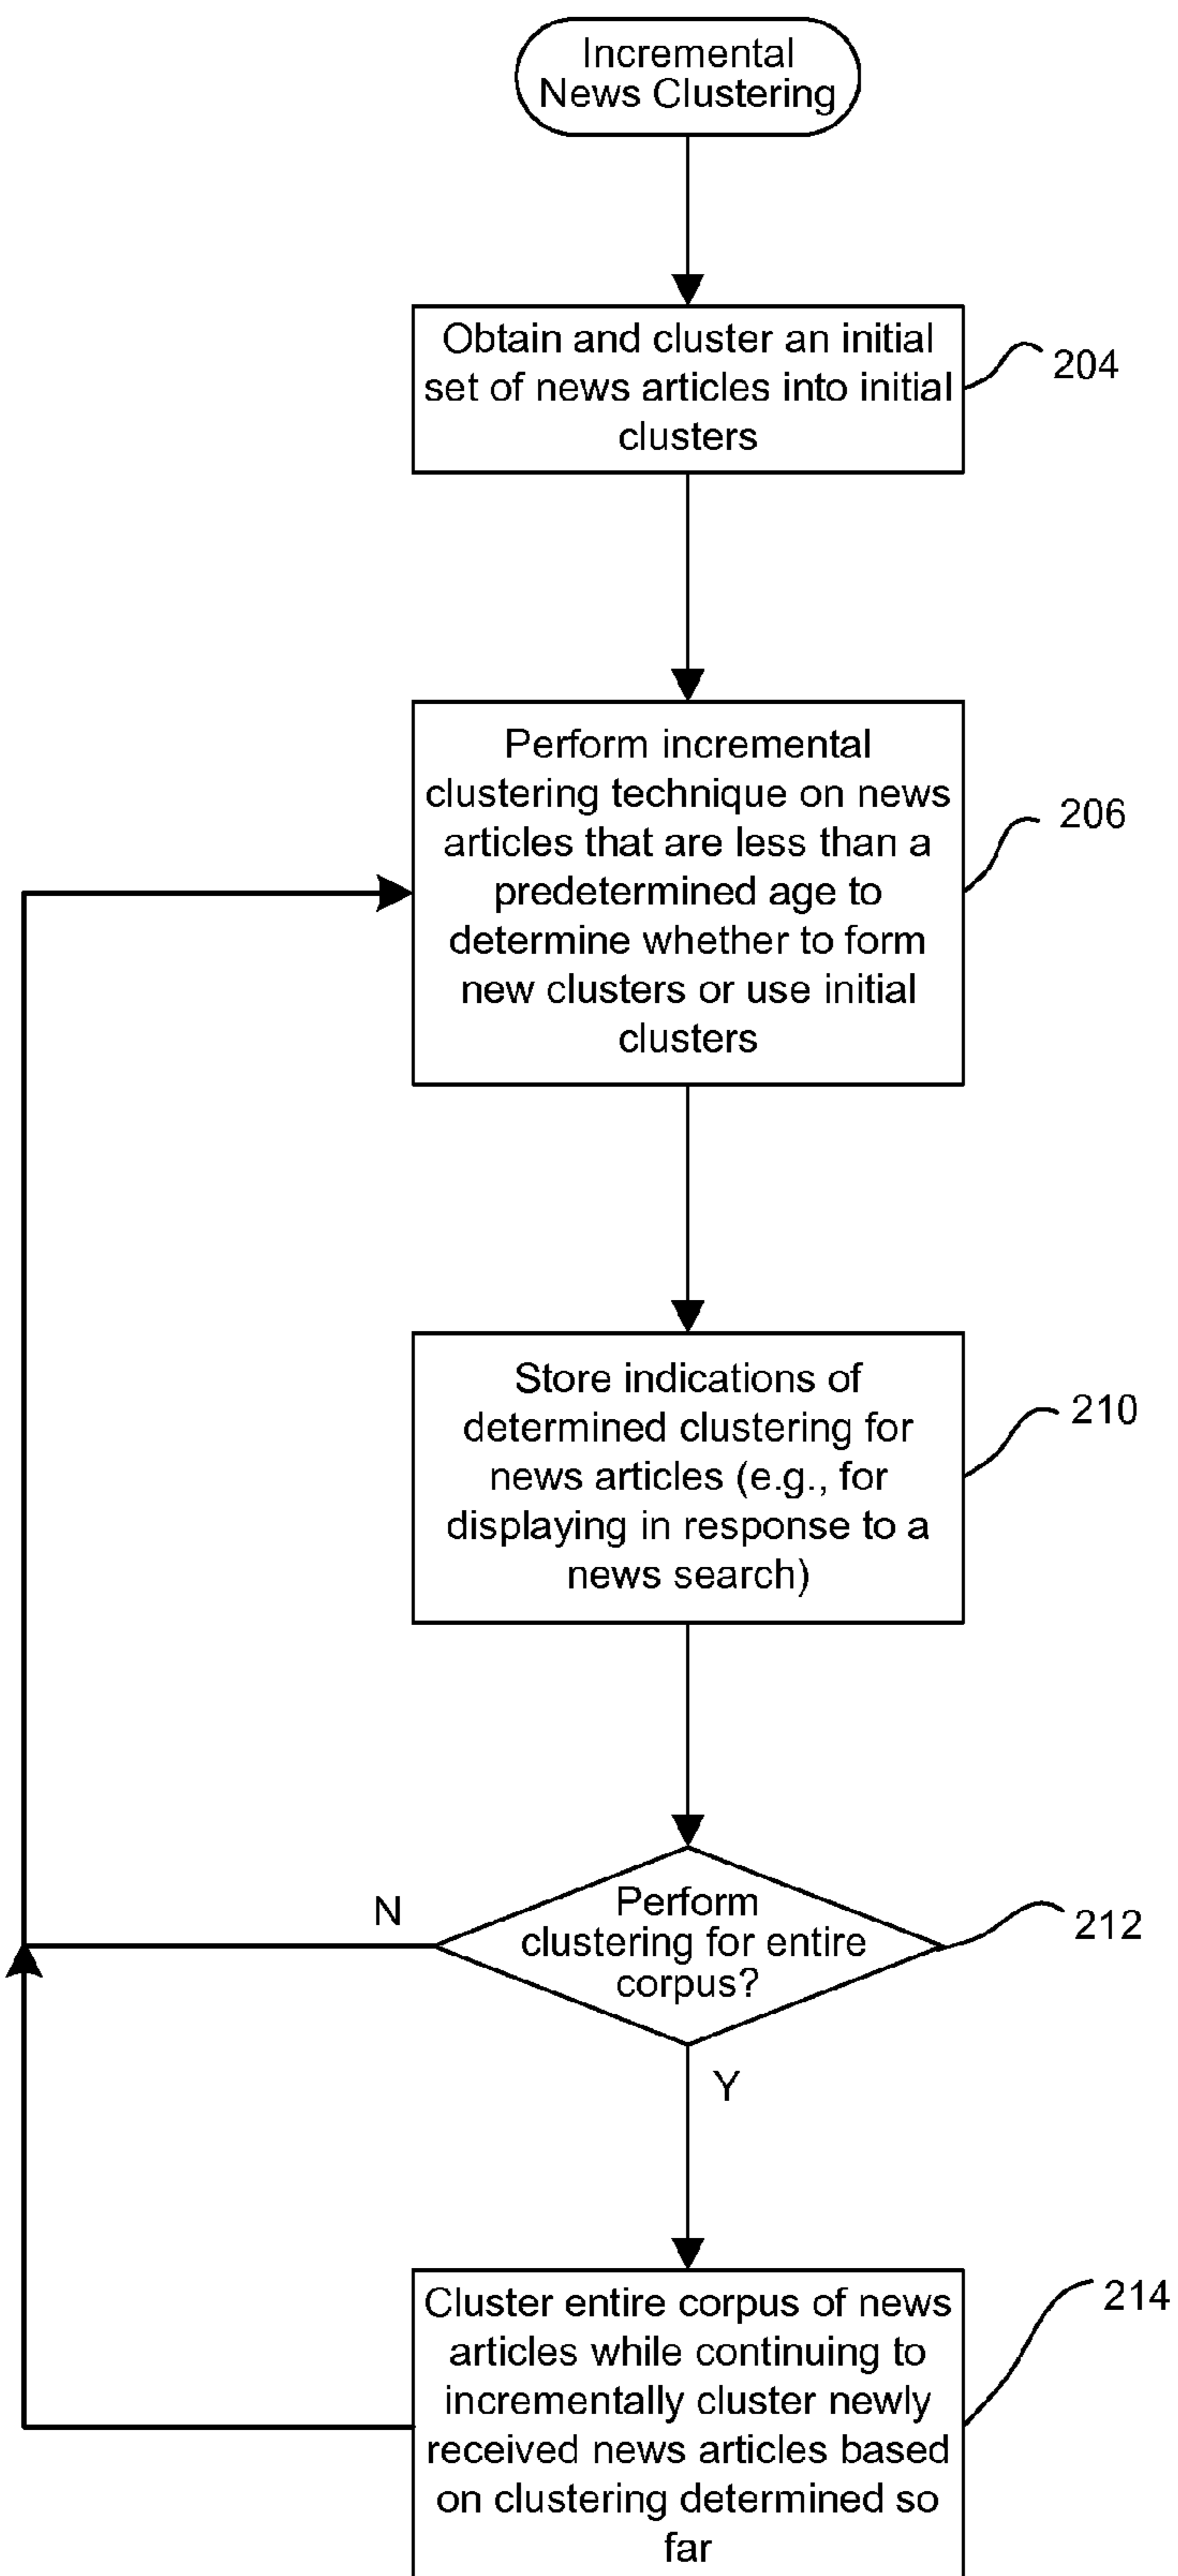 Incremental
News Clustering
Obtain and cluster an initial
set of news articles into initial
clusters
204
Perform incremental
clustering technique on news
articles that are less than a
predetermined age to
determine whether to form
new clusters or use initial
clusters
206
Store indications of
determined clustering for
news articles (e.g., for
displaying in response to a
news search)
210
Perform
clustering for entire
corpus?
212
N
Y
Cluster entire corpus of news
articles while continuing to
incrementally cluster newly
received news articles based
on clustering determined so
far
214